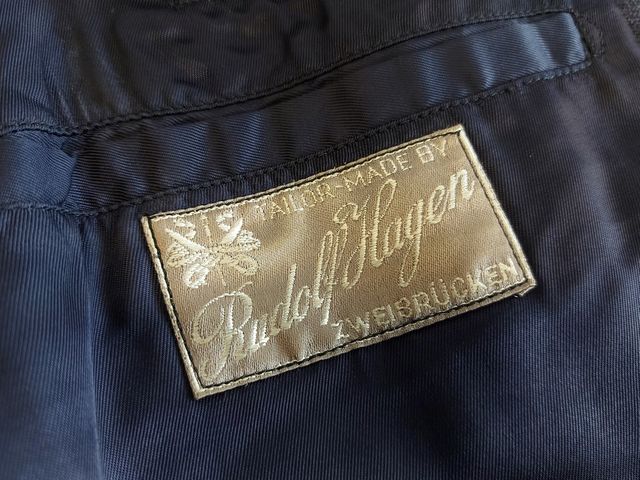 TAILOR-MADE BY
Rudolf Hagen
ZWEIBRÜCKEN